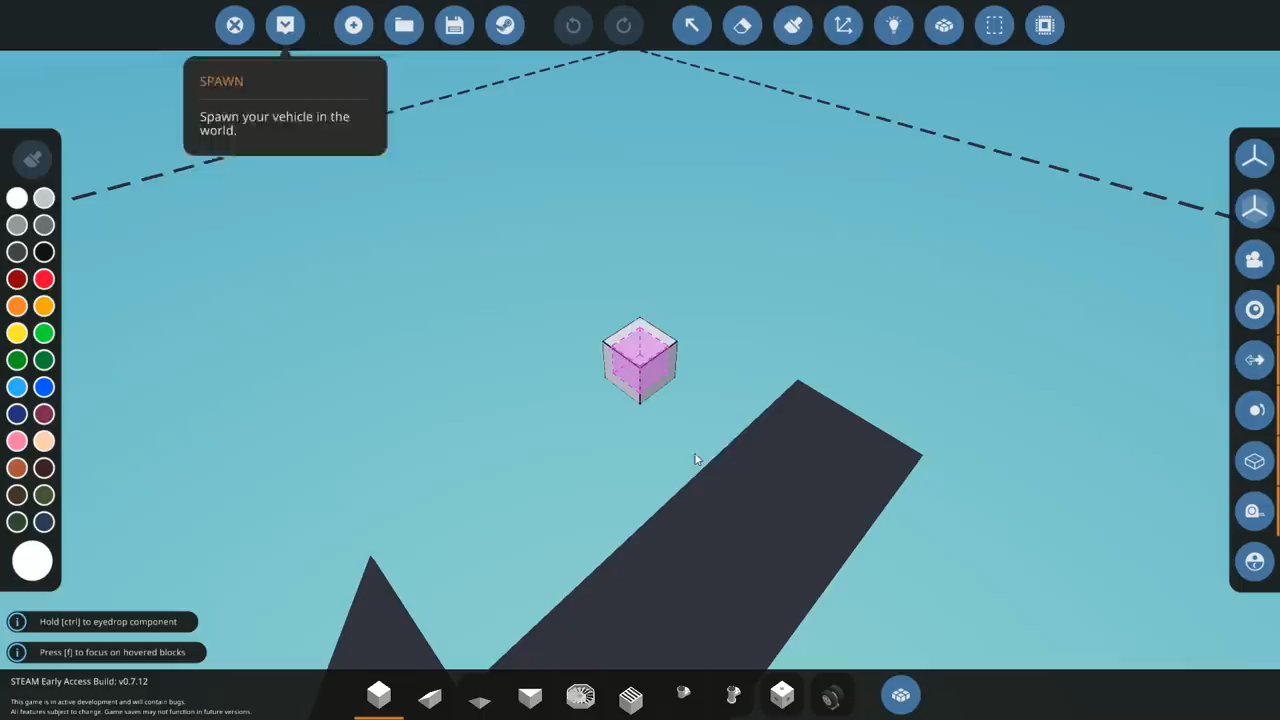 SPAWN
Spawn your vehicle in the
world.
Hold [ctrl] to eyedrop component
Press [f] to focus on hovered blocks
STEAM Early Access Build: v0.7.12
This game is in active development and will contain bugs.
All features subject to change. Game saves may not function in future versions.